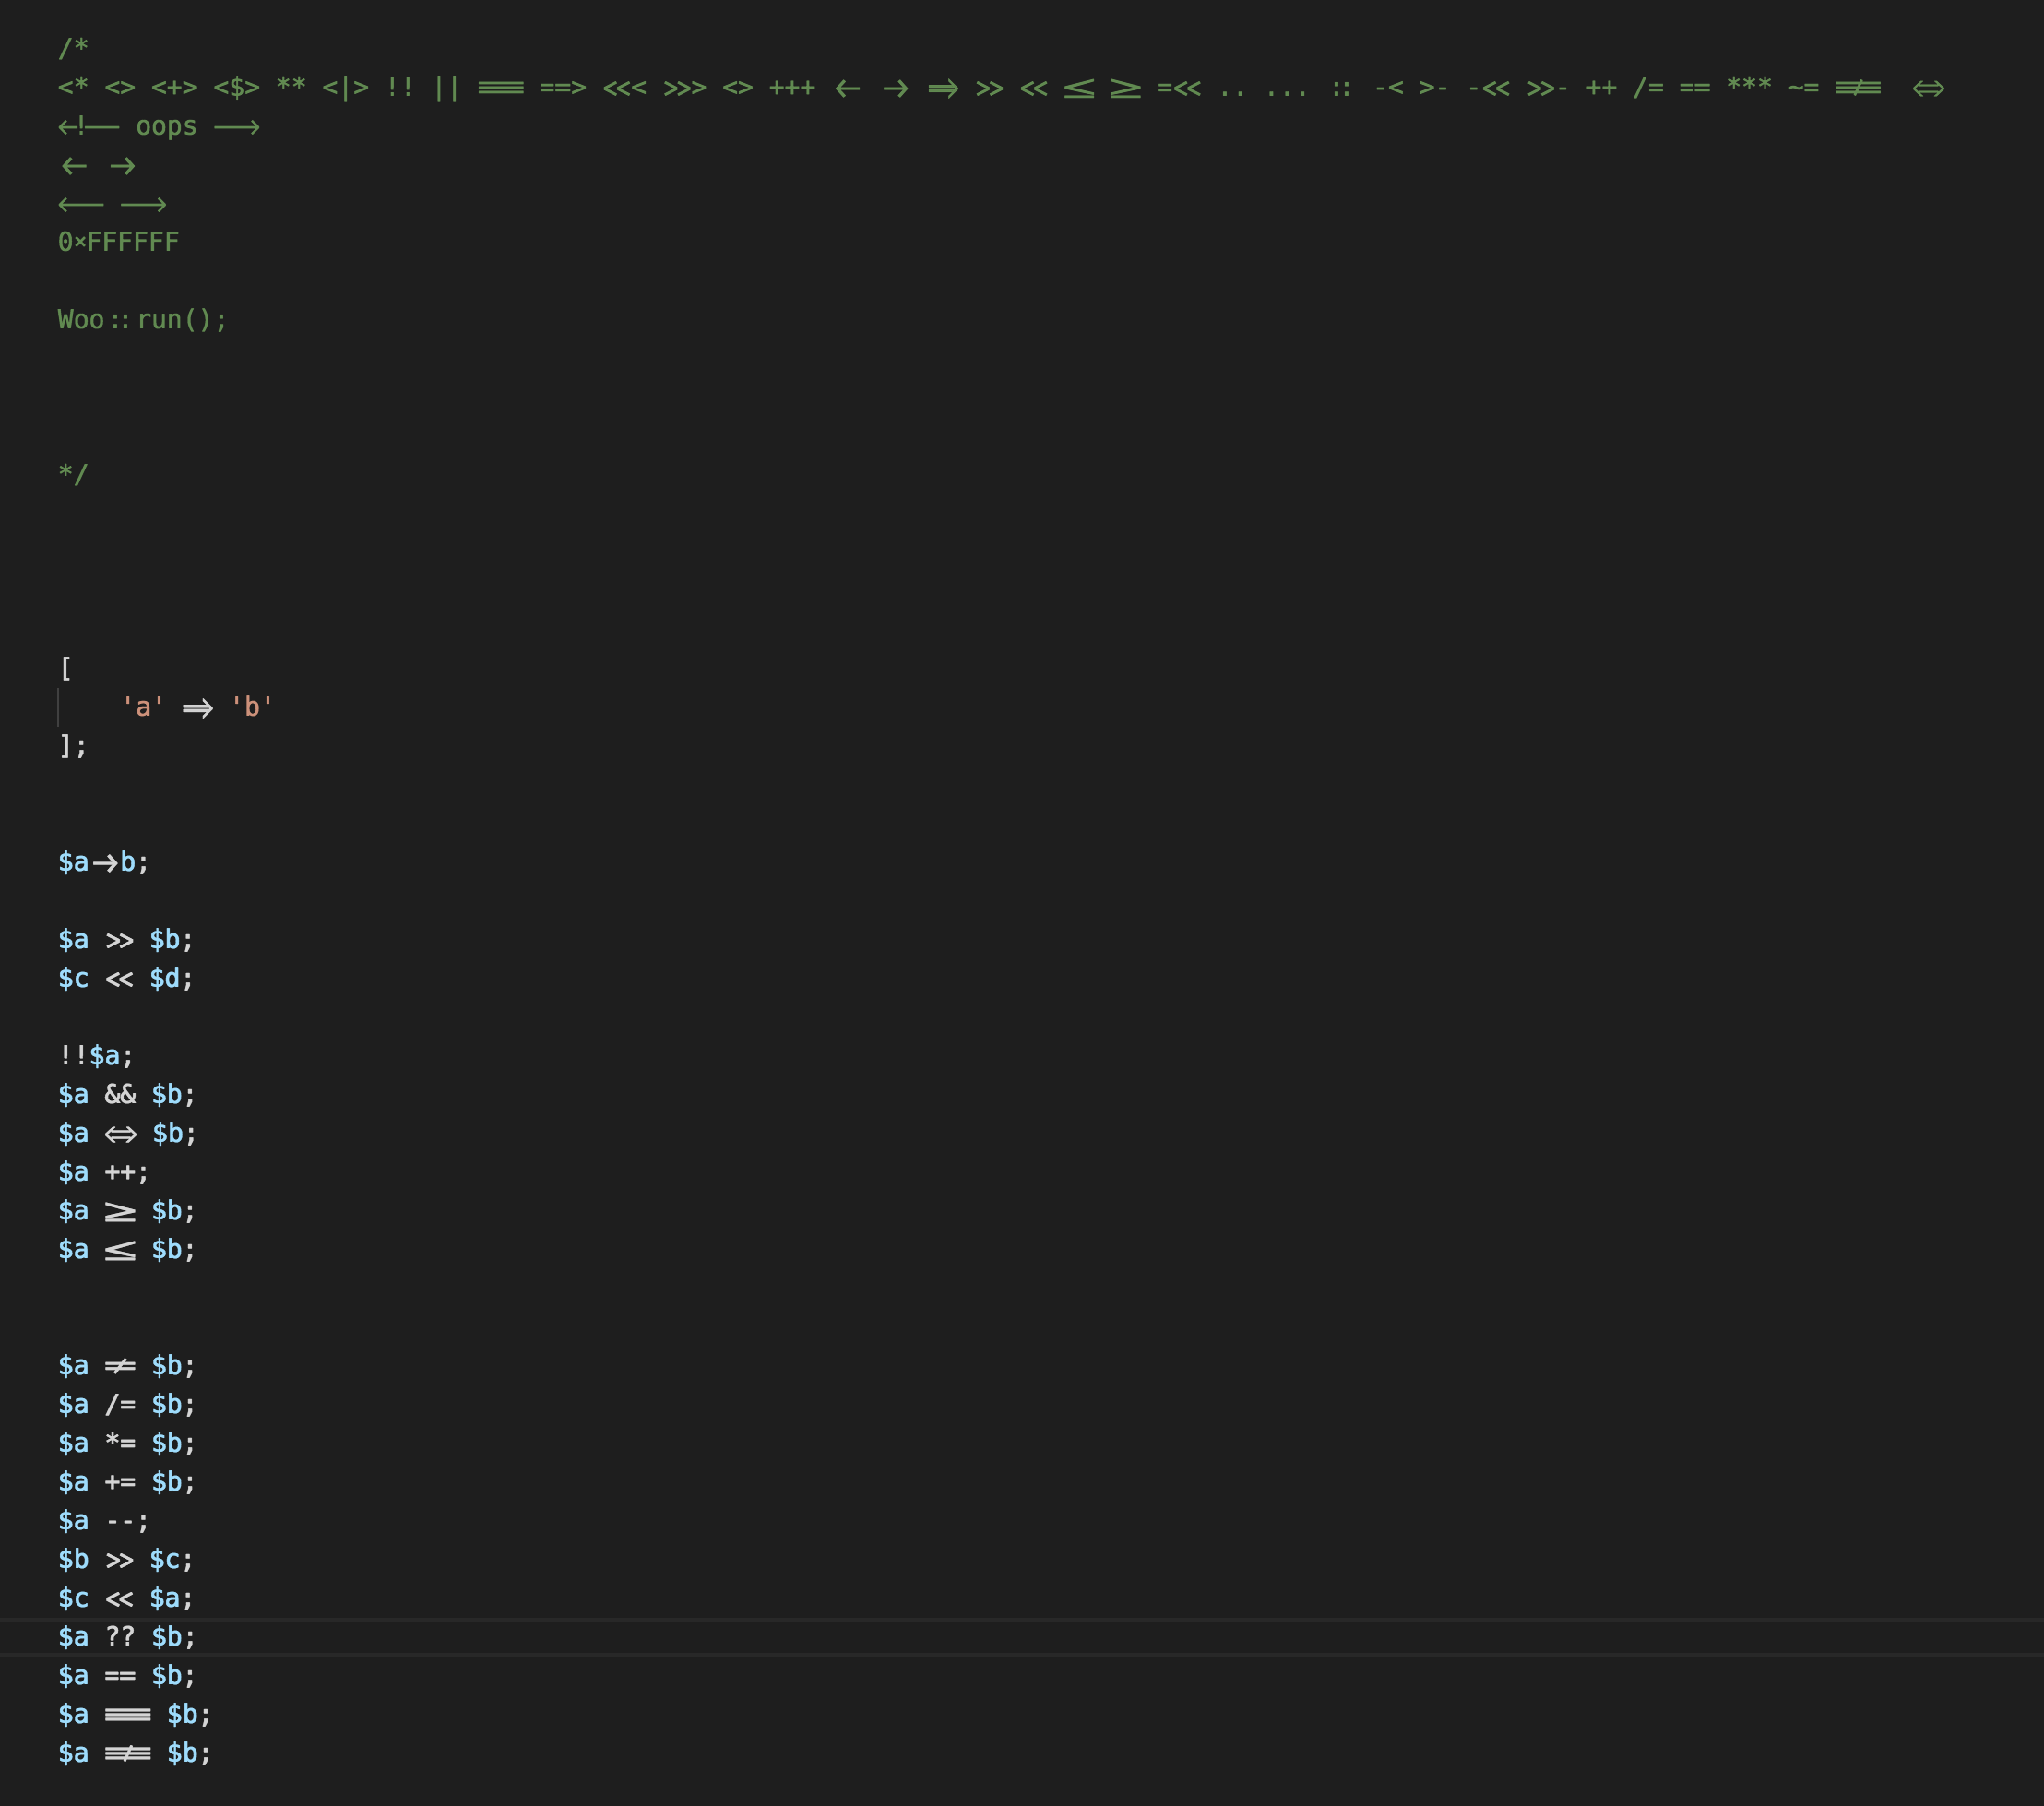 /*
<* <> <+> <$> ** <|> !! || ≡ ==> <<< >>> <> +++ ← → ⇒ >> << ≤ ≥ =<< .. ... :: -< >- -<< >>- ++ /= == *** ~= ≢ ⇔
<!-- oops -->
← →
⟵ ⟶
0×FFFFFF
Woo::run();
*/
[
'a' ⇒ 'b'
];
$a→b;
$a >> $b;
$c << $d;
!!$a;
$a && $b;
$a ⇔ $b;
$a ++;
$a ≥ $b;
$a ≤ $b;
$a ≠ $b;
$a /= $b;
$a *= $b;
$a += $b;
$a --;
$b >> $c;
$c << $a;
$a ?? $b;
$a == $b;
$a ≡ $b;
$a ≢ $b;